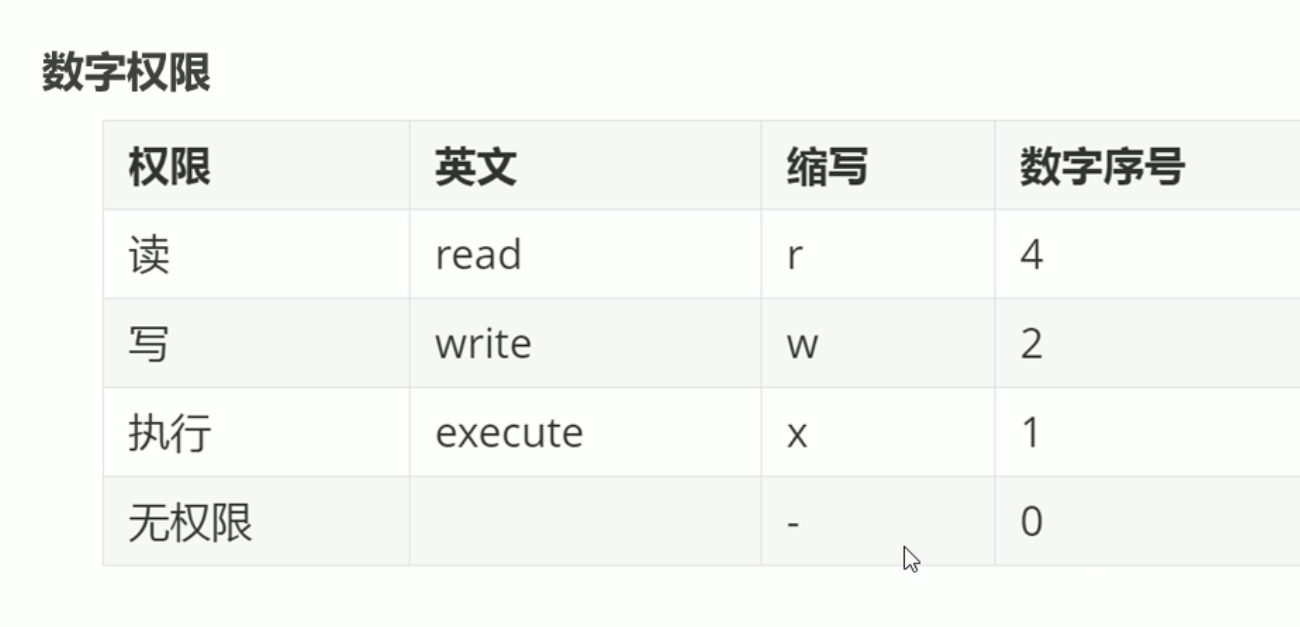 数字权限
权限 英文 缩写 数字序号
读 read r 4
写 write w 2
执行 execute x 1
无权限 - 0